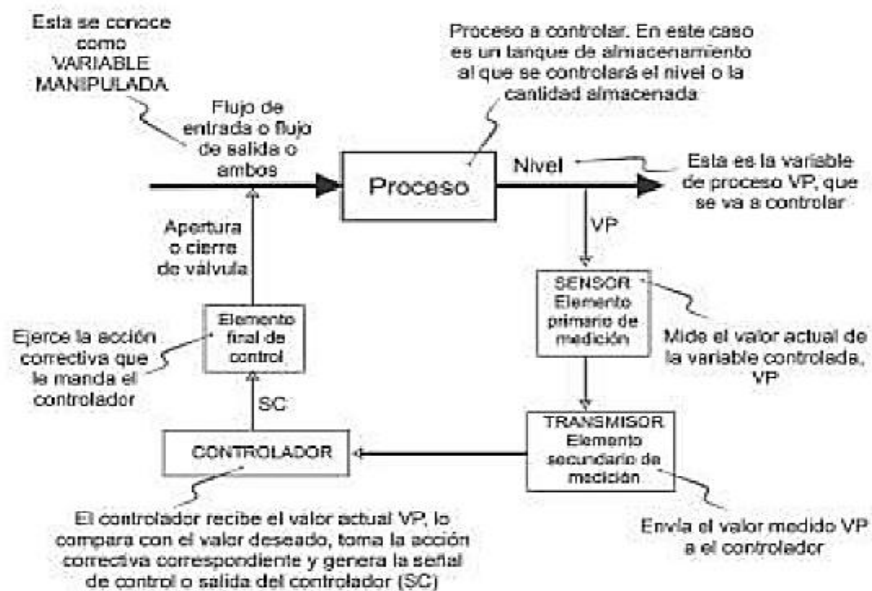 Esta se conoce
como
VARIABLE
MANIPULADA
Flujo de
entrada o flujo
de salida o
ambos
Proceso a controlar. En este caso
es un tanque de almacenamiento
al que se controlará el nivel o la
cantidad almacenada
Proceso
Nivel
Esta es la variable
de proceso VP, que
se va a controlar
VP
Apertura
o cierre
de válvula
SENSOR
Elemento
primario de
medición
Mide el valor actual de
la variable controlada,
VP
Elemento
final de
control
Ejerce la acción
correctiva que
le manda el
controlador
SC
TRANSMISOR
Elemento
secundario de
medición
CONTROLADOR
Envía el valor medido VP
a el controlador
El controlador recibe el valor actual VP, lo
compara con el valor deseado, toma la acción
correctiva correspondiente y genera la señal
de control o salida del controlador (SC)